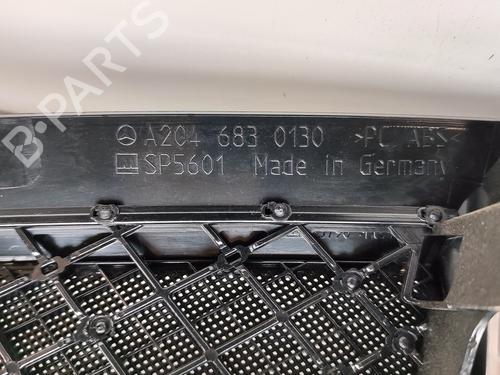 A204 683 0130 >PC ABS<
SP5601 Made in Germany
B-PARTS